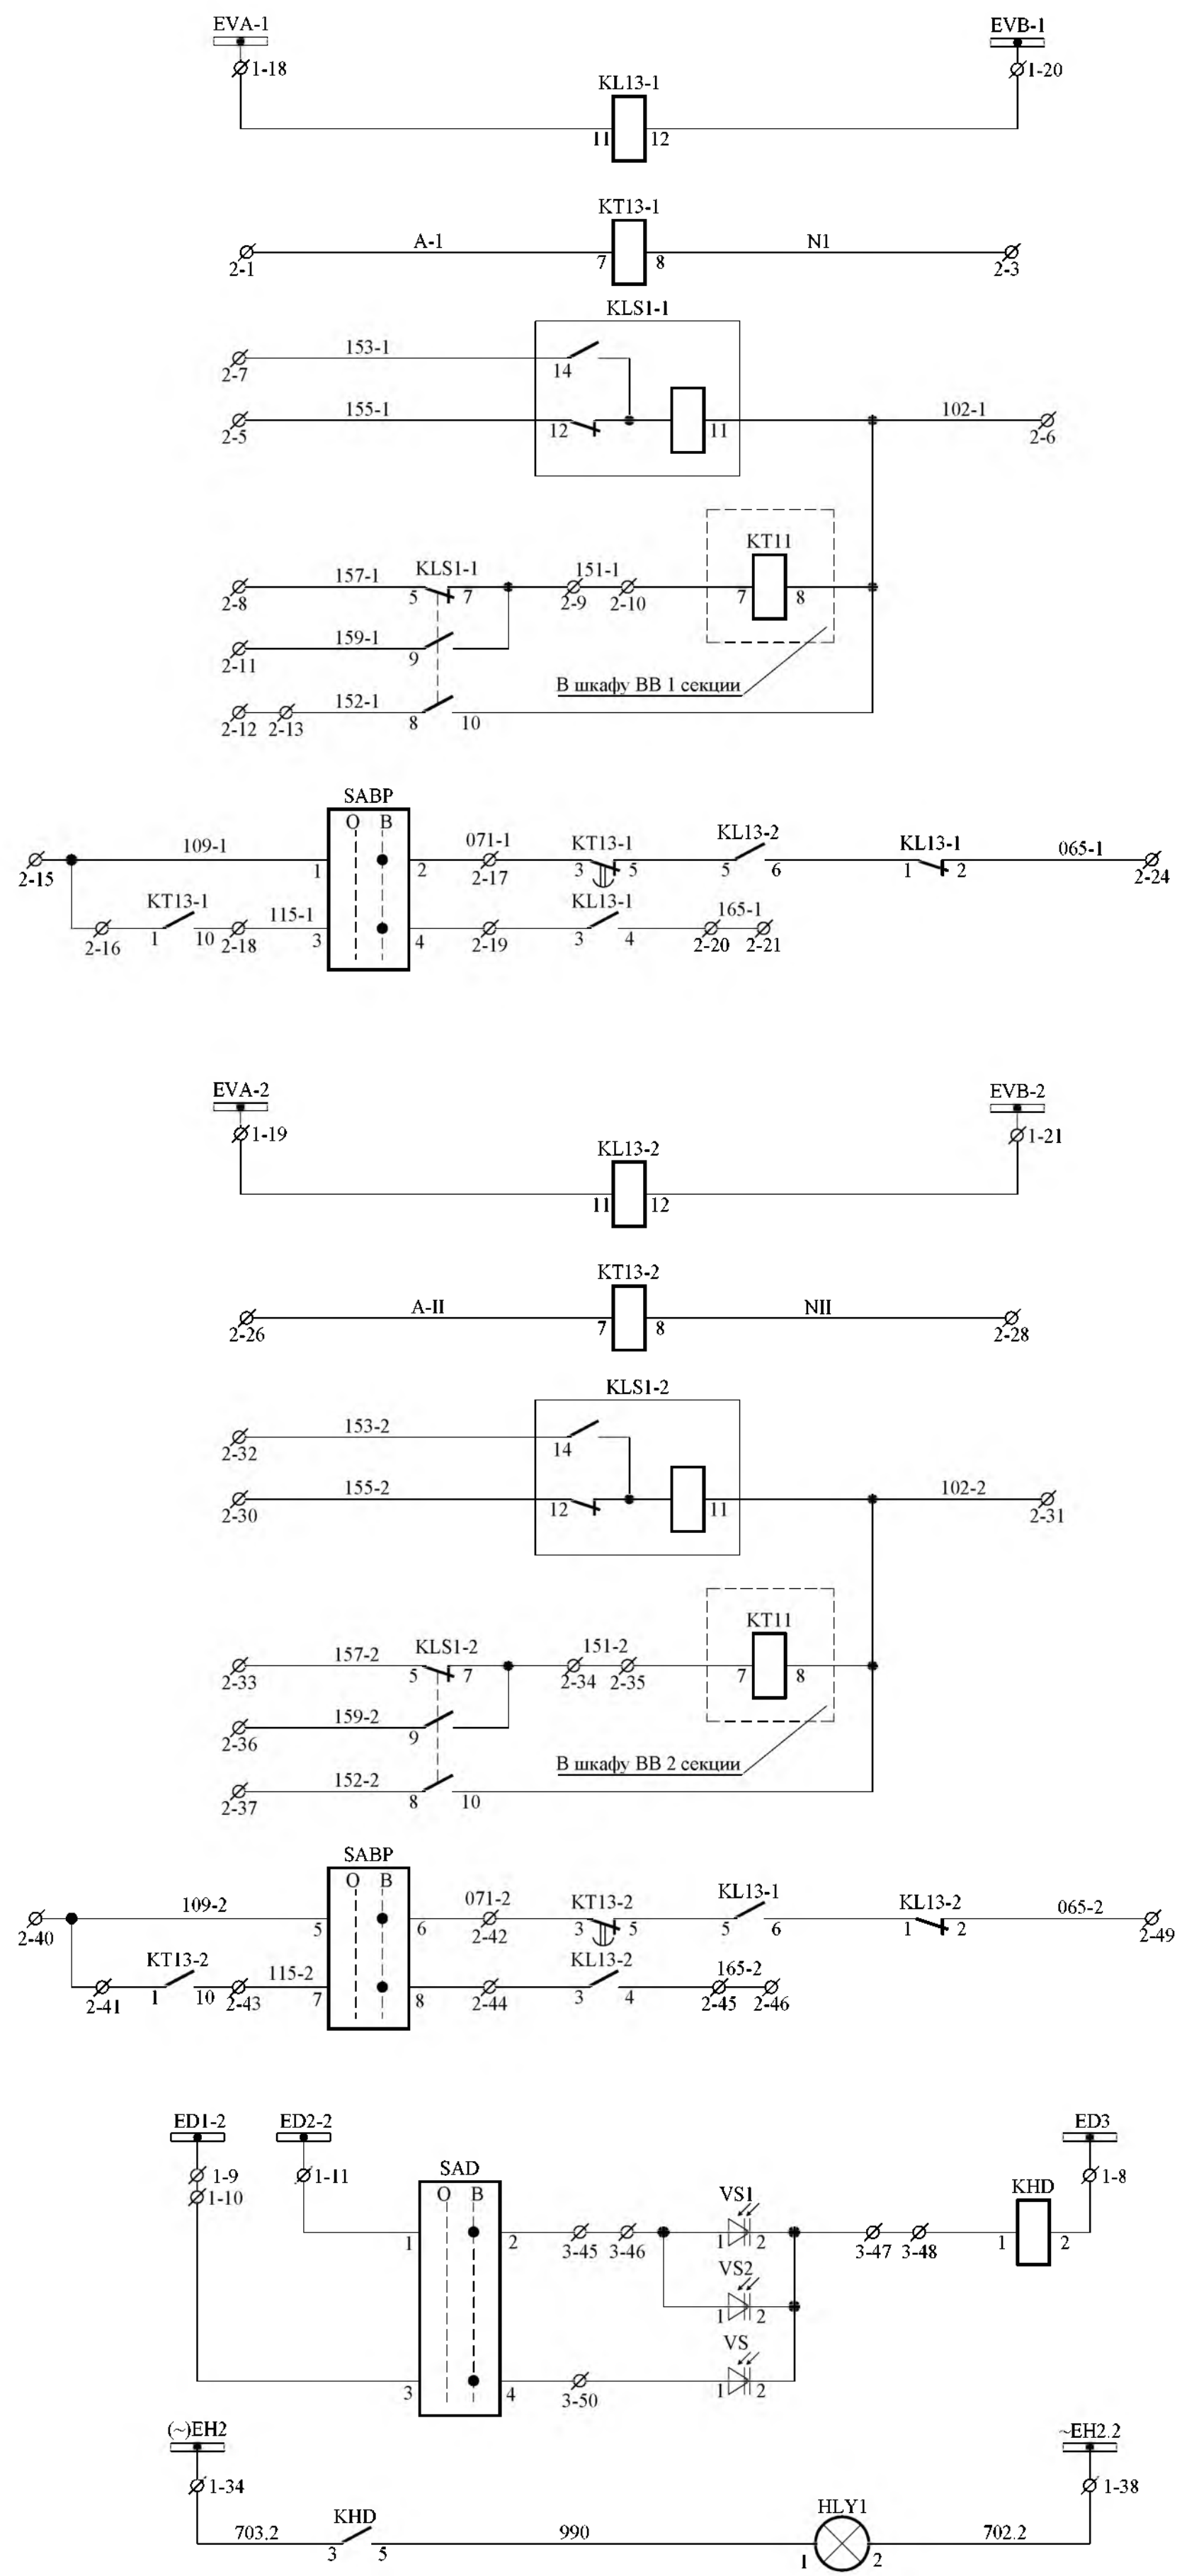 EVA-1 EVB-1
1-18 1-20
KL13-1
11 12
KT13-1
A-1 N1
2-1 7 8 2-3
KLS1-1
153-1
2-7 14
155-1 102-1
2-5 12 11 2-6
KT11
157-1 KLS1-1 151-1
2-8 5 7 2-9 2-10 7 8
159-1
2-11 9
В шкафу ВВ 1 секции
152-1
2-12 2-13 8 10
SABP
О В
109-1 071-1 KT13-1 KL13-2 KL13-1 065-1
2-15 1 2 2-17 3 5 5 6 1 2 2-24
KT13-1 115-1 KL13-1 165-1
2-16 1 10 2-18 3 4 2-19 3 4 2-20 2-21
EVA-2 EVB-2
1-19 1-21
KL13-2
11 12
KT13-2
A-II NII
2-26 7 8 2-28
KLS1-2
153-2
2-32 14
155-2 102-2
2-30 12 11 2-31
KT11
157-2 KLS1-2 151-2
2-33 5 7 2-34 2-35 7 8
159-2
2-36 9
В шкафу ВВ 2 секции
152-2
2-37 8 10
SABP
О В
109-2 071-2 KT13-2 KL13-1 KL13-2 065-2
2-40 5 6 2-42 3 5 5 6 1 2 2-49
KT13-2 115-2 KL13-2 165-2
2-41 1 10 2-43 7 8 2-44 3 4 2-45 2-46
ED1-2 ED2-2 ED3
1-9 1-11 SAD 1-8
1-10 О В VS1 KHD
1 2 3-45 3-46 1 2 3-47 3-48 1 2
VS2
1 2
VS
3 4 3-50 1 2
(~)EH2 ~EH2.2
1-34 1-38
703.2 KHD 990 HLY1 702.2
3 5 1 2